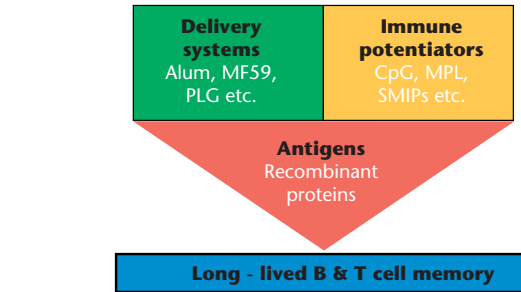 Delivery
systems
Alum, MF59,
PLG etc.
Immune
potentiators
CpG, MPL,
SMIPs etc.
Antigens
Recombinant
proteins
Long - lived B & T cell memory